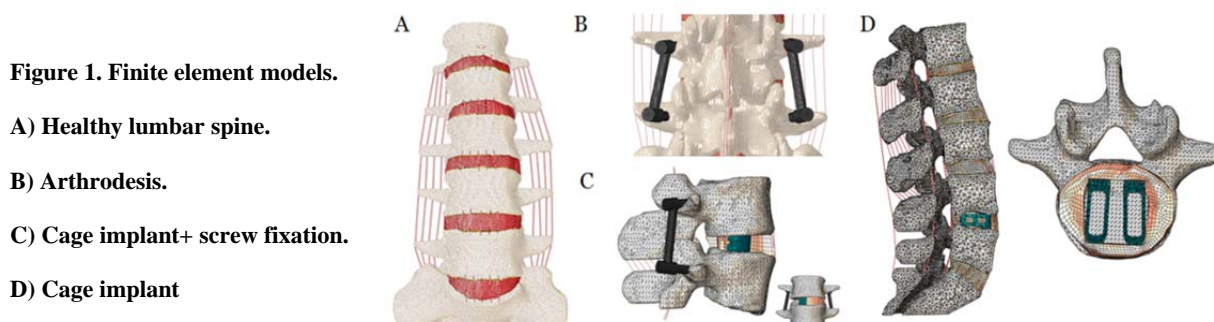 Figure 1. Finite element models.
A) Healthy lumbar spine.
B) Arthrodesis.
C) Cage implant+ screw fixation.
D) Cage implant
A
B
C
D